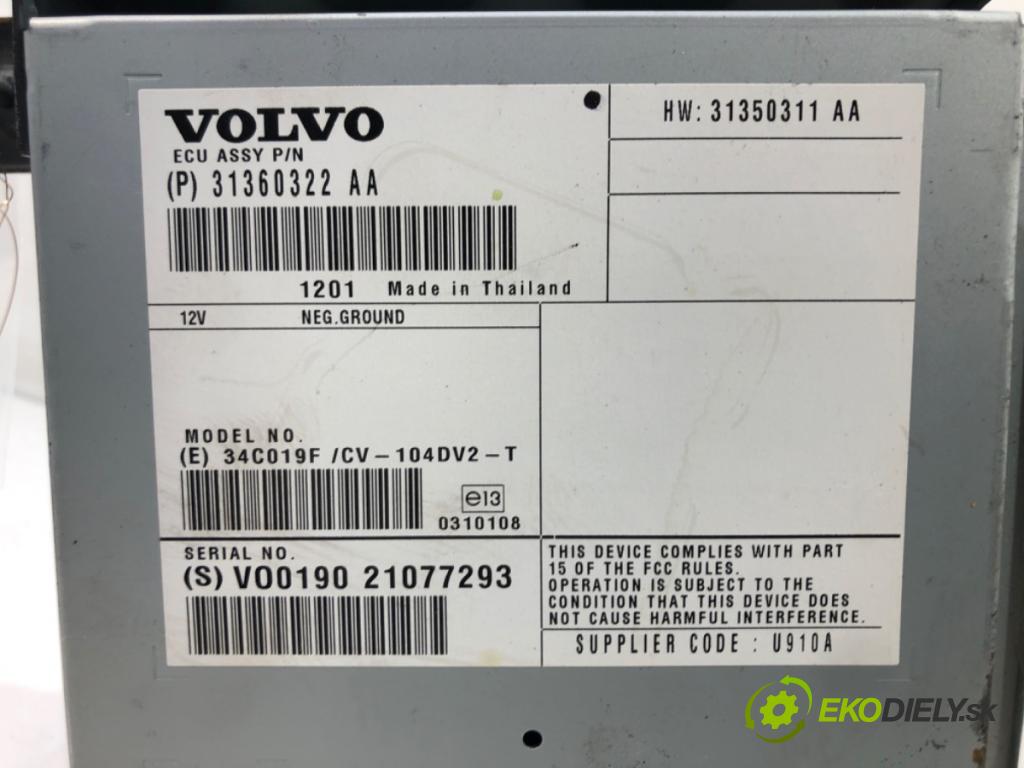 VOLVO
ECU ASSY P/N
(P) 31360322 AA
1201 Made in Thailand
HW: 31350311 AA
12V NEG.GROUND
MODEL NO.
(E) 34C019F /CV-104DV2-T
e13
0310108
SERIAL NO.
(S) VO0190 21077293
THIS DEVICE COMPLIES WITH PART
15 OF THE FCC RULES.
OPERATION IS SUBJECT TO THE
CONDITION THAT THIS DEVICE DOES
NOT CAUSE HARMFUL INTERFERENCE.
SUPPLIER CODE : U910A
EKODIELY.sk